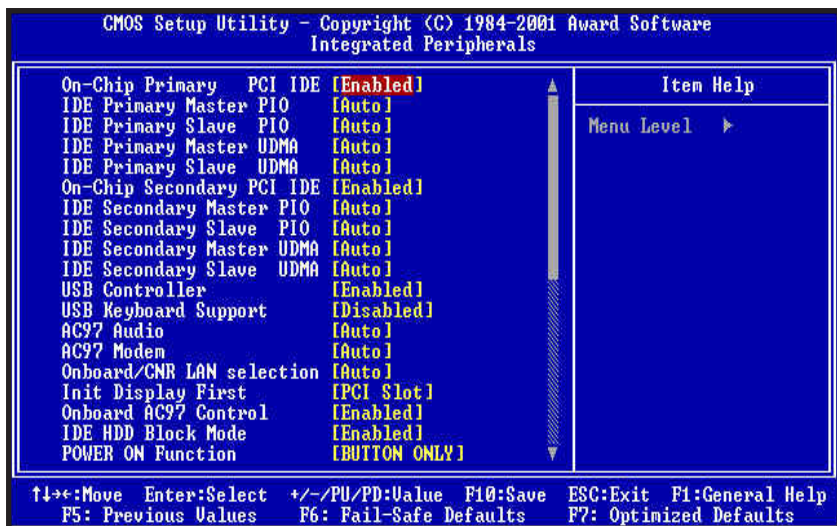 CMOS Setup Utility - Copyright (C) 1984-2001 Award Software
Integrated Peripherals
On-Chip Primary PCI IDE [Enabled]
IDE Primary Master PIO [Auto]
IDE Primary Slave PIO [Auto]
IDE Primary Master UDMA [Auto]
IDE Primary Slave UDMA [Auto]
On-Chip Secondary PCI IDE [Enabled]
IDE Secondary Master PIO [Auto]
IDE Secondary Slave PIO [Auto]
IDE Secondary Master UDMA [Auto]
IDE Secondary Slave UDMA [Auto]
USB Controller [Enabled]
USB Keyboard Support [Disabled]
AC97 Audio [Auto]
AC97 Modem [Auto]
Onboard/CNR LAN selection [Auto]
Init Display First [PCI Slot]
Onboard AC97 Control [Enabled]
IDE HDD Block Mode [Enabled]
POWER ON Function [BUTTON ONLY]
Item Help
Menu Level ▶
↑↓→←:Move Enter:Select +/-/PU/PD:Value F10:Save ESC:Exit F1:General Help
F5: Previous Values F6: Fail-Safe Defaults F7: Optimized Defaults